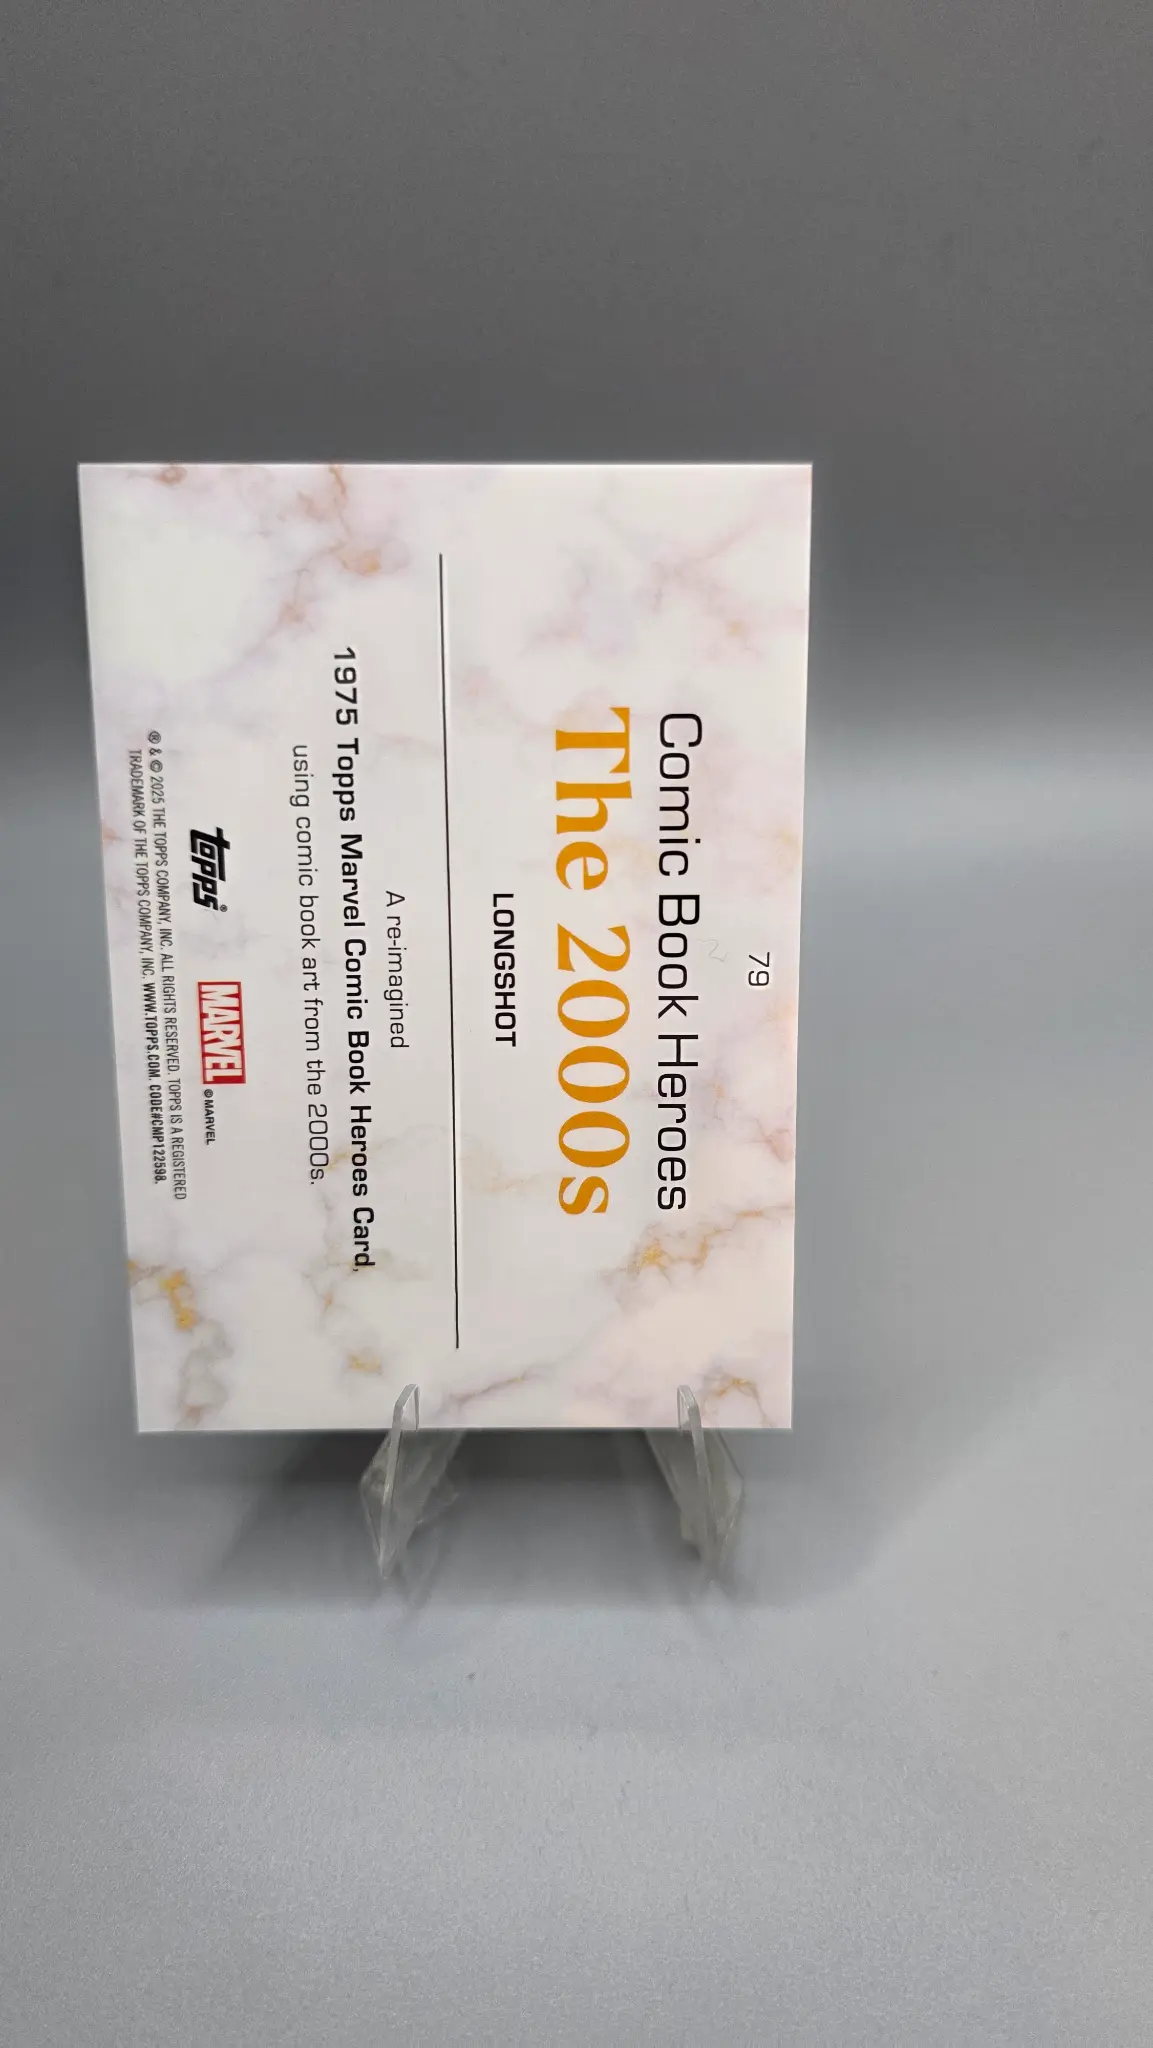 79
Comic Book Heroes
The 2000s
LONGSHOT
A re-imagined
1975 Topps Marvel Comic Book Heroes Card,
using comic book art from the 2000s.
topps® MARVEL © MARVEL
® & © 2025 THE TOPPS COMPANY, INC. ALL RIGHTS RESERVED. TOPPS IS A REGISTERED
TRADEMARK OF THE TOPPS COMPANY, INC. WWW.TOPPS.COM. CODE#CMP122598.